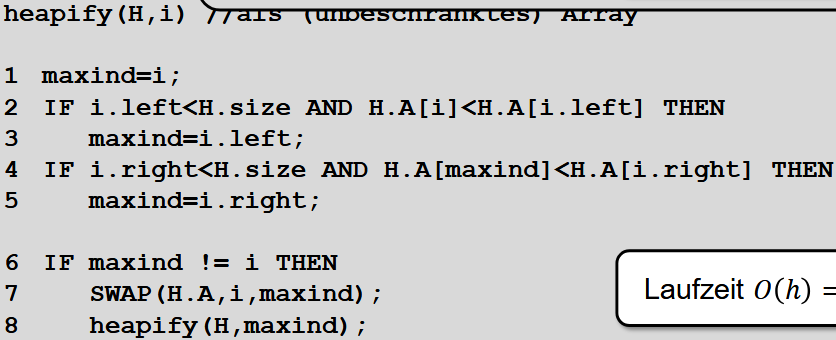 heapify(H,i) //als (unbeschränktes) Array
1 maxind=i;
2 IF i.left<H.size AND H.A[i]<H.A[i.left] THEN
3 maxind=i.left;
4 IF i.right<H.size AND H.A[maxind]<H.A[i.right] THEN
5 maxind=i.right;
6 IF maxind != i THEN
7 SWAP(H.A,i,maxind);
8 heapify(H,maxind);
Laufzeit O(h) =